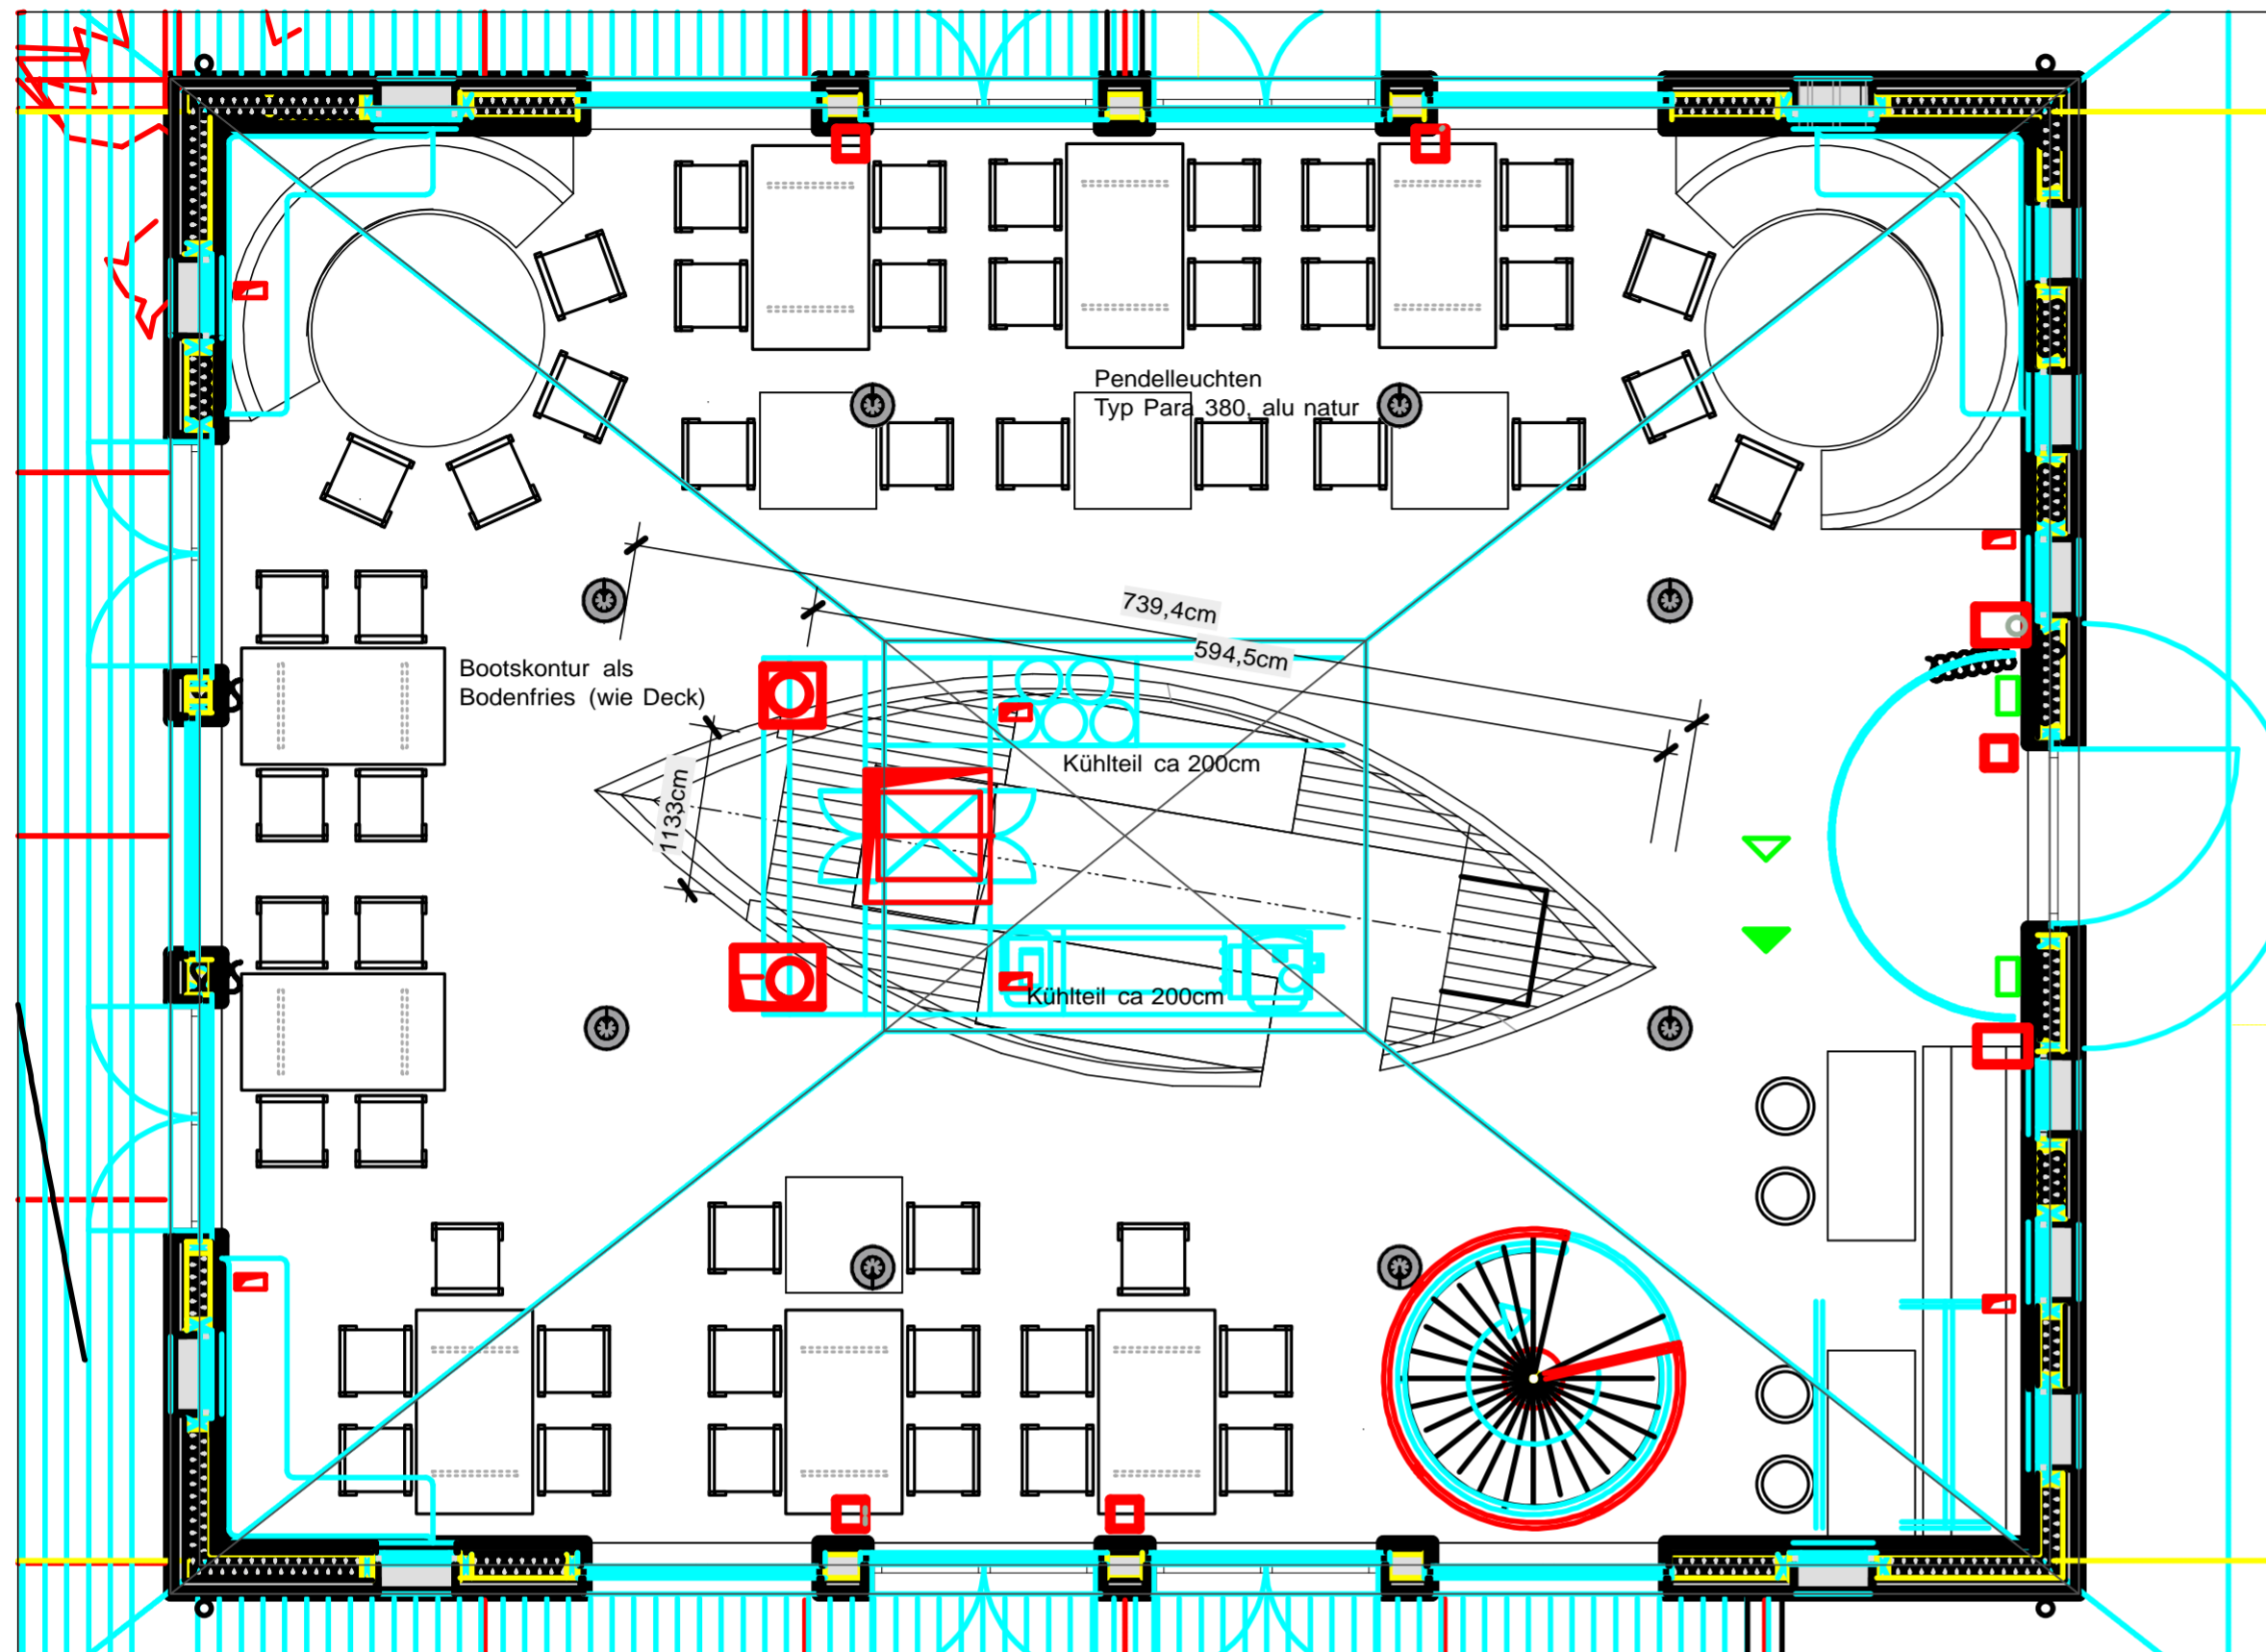 Pendelleuchten
Typ Para 380, alu natur
739,4cm
594,5cm
Bootskontur als
Bodenfries (wie Deck)
Kühlteil ca 200cm
1133cm
Kühlteil ca 200cm